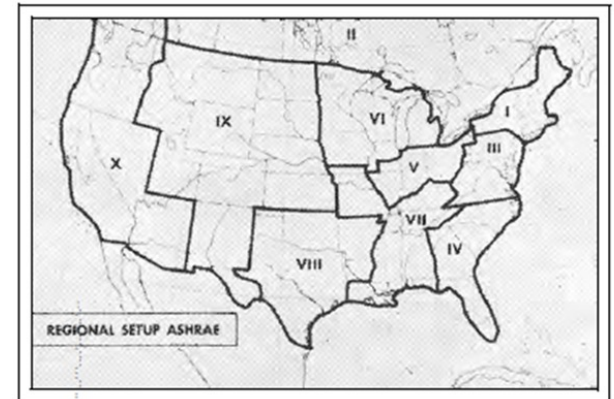 II
IX
VI
I
III
X
V
VII
IV
VIII
REGIONAL SETUP ASHRAE